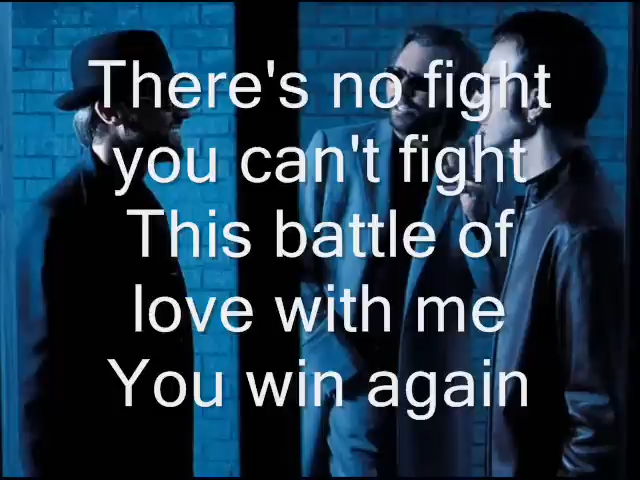 There's no fight
you can't fight
This battle of
love with me
You win again